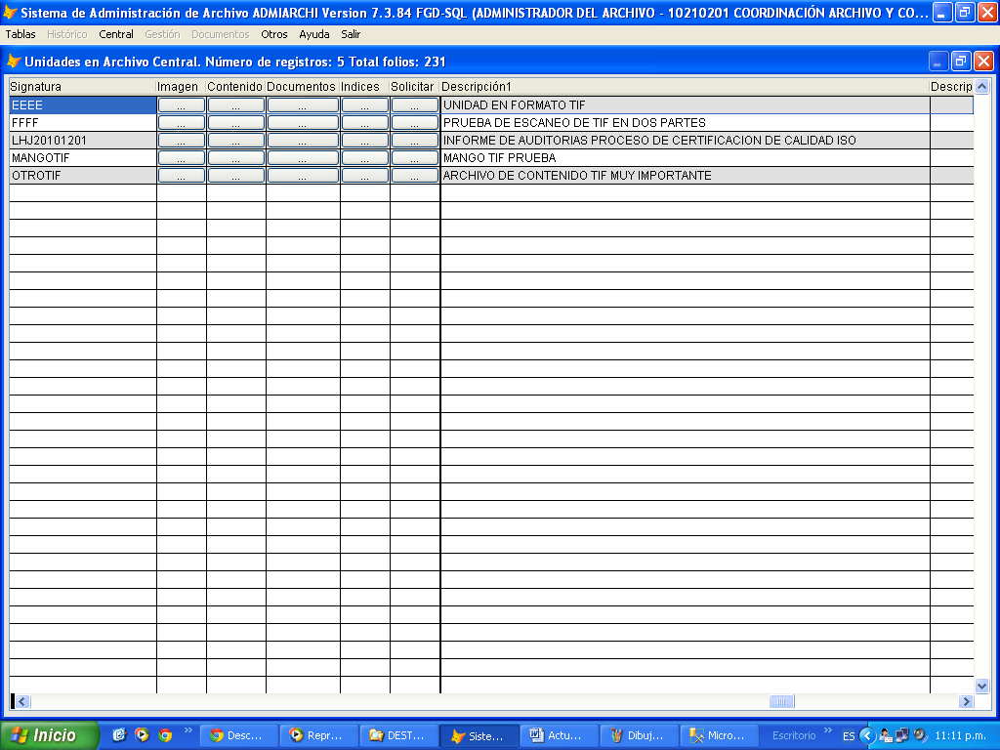 Sistema de Administración de Archivo ADMIARCHI Version 7.3.84 FGD-SQL (ADMINISTRADOR DEL ARCHIVO - 10210201 COORDINACIÓN ARCHIVO Y CO...
Tablas Histórico Central Gestión Documentos Otros Ayuda Salir
Unidades en Archivo Central. Número de registros: 5 Total folios: 231
Signatura Imagen Contenido Documentos Indices Solicitar Descripción1 Descrip
EEEE ... ... ... ... ... UNIDAD EN FORMATO TIF
FFFF ... ... ... ... ... PRUEBA DE ESCANEO DE TIF EN DOS PARTES
LHJ20101201 ... ... ... ... ... INFORME DE AUDITORIAS PROCESO DE CERTIFICACION DE CALIDAD ISO
MANGOTIF ... ... ... ... ... MANGO TIF PRUEBA
OTROTIF ... ... ... ... ... ARCHIVO DE CONTENIDO TIF MUY IMPORTANTE
Inicio Desc... Repr... DEST... Siste... Actu... Dibuj... Micro... Escritorio ES 11:11 p.m.